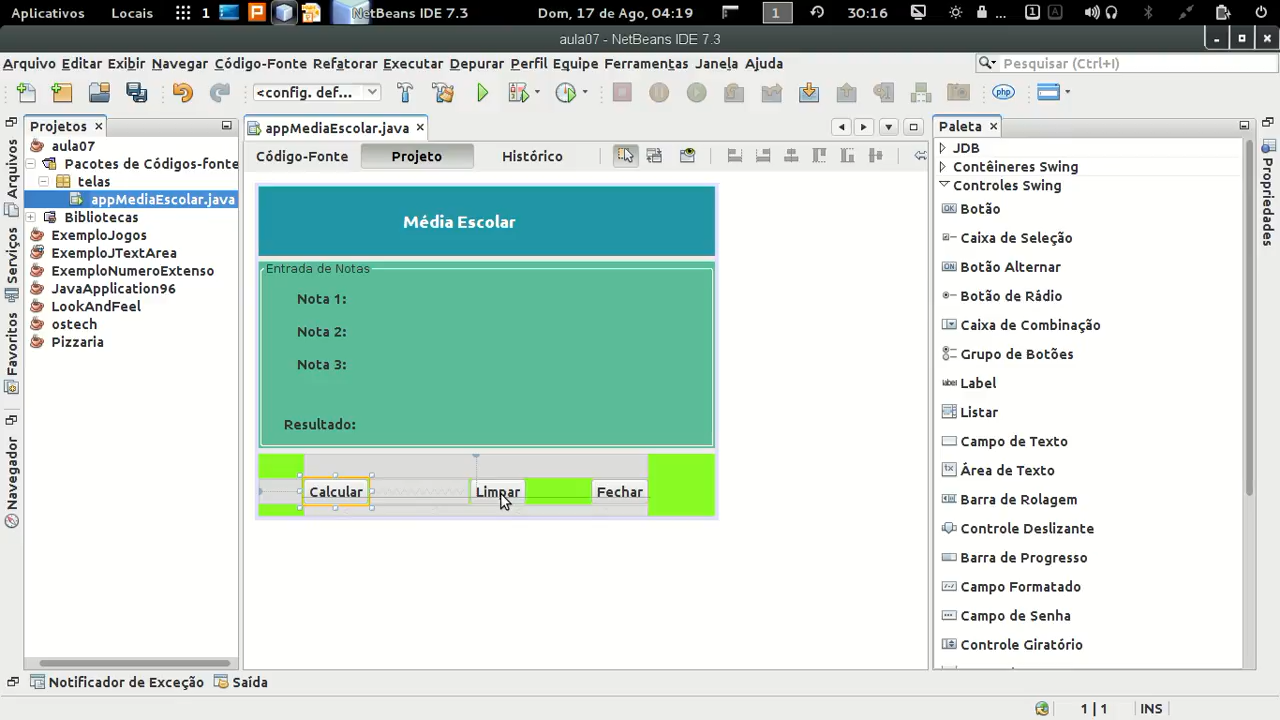 Aplicativos Locais 1 NetBeans IDE 7.3 Dom, 17 de Ago, 04:19 1 30:16 ... 1 A
aula07 - NetBeans IDE 7.3
Arquivo Editar Exibir Navegar Código-Fonte Refatorar Executar Depurar Perfil Equipe Ferramentas Janela Ajuda Pesquisar (Ctrl+I)
<config. def... php
Projetos
appMediaEscolar.java
Paleta
Código-Fonte Projeto Histórico
Arquivos
Serviços
Favoritos
Navegador
aula07
Pacotes de Códigos-fonte
telas
appMediaEscolar.java
Bibliotecas
ExemploJogos
ExemploJTextArea
ExemploNumeroExtenso
JavaApplication96
LookAndFeel
ostech
Pizzaria
Média Escolar
Entrada de Notas
Nota 1:
Nota 2:
Nota 3:
Resultado:
Calcular Limpar Fechar
JDB
Contêineres Swing
Controles Swing
OK Botão
Caixa de Seleção
ON Botão Alternar
Botão de Rádio
Caixa de Combinação
Grupo de Botões
label Label
Listar
Campo de Texto
Área de Texto
Barra de Rolagem
Controle Deslizante
Barra de Progresso
Campo Formatado
Campo de Senha
Controle Giratório
Propriedades
Notificador de Exceção Saída
1 | 1 INS